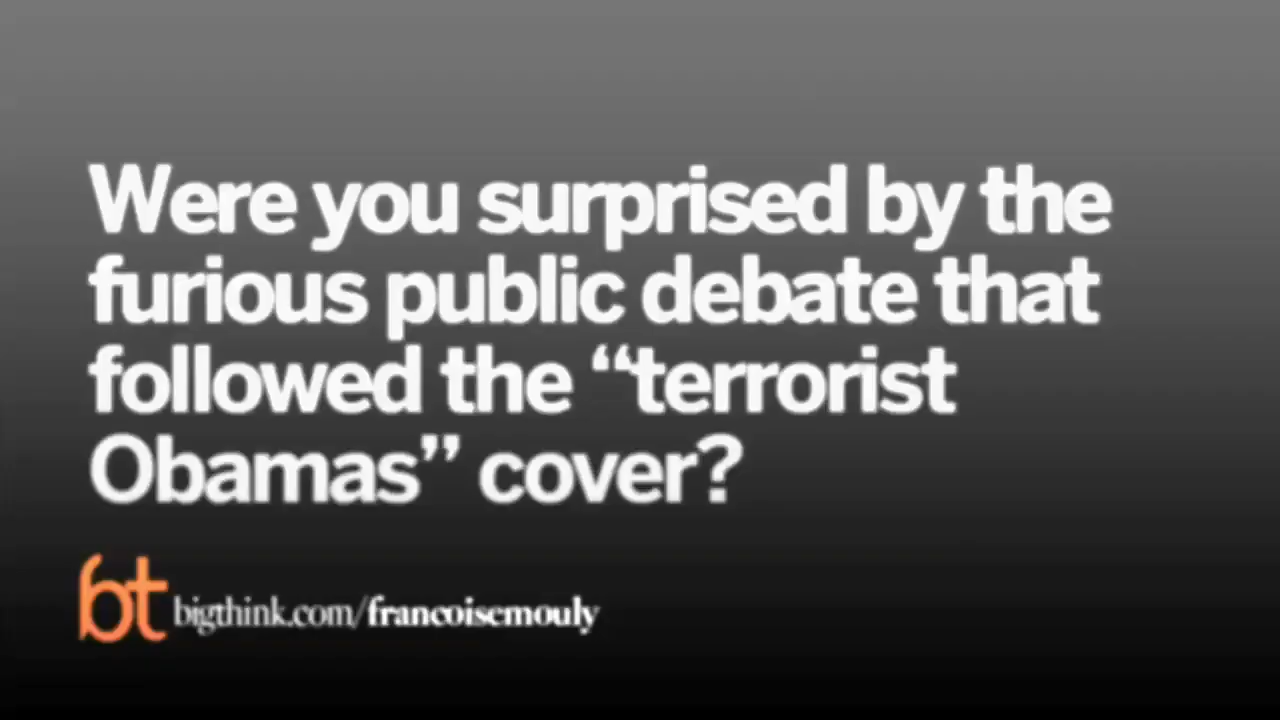 Were you surprised by the
furious public debate that
followed the “terrorist
Obamas” cover?
bt bigthink.com/francoisemouly